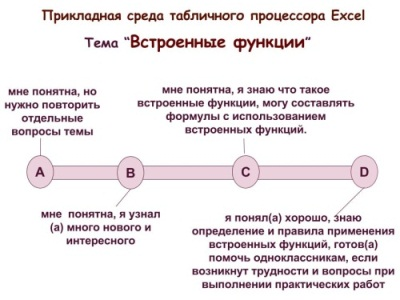 Прикладная среда табличного процессора Excel
Тема “Встроенные функции”
мне понятна, но
нужно повторить
отдельные
вопросы темы
мне понятна, я знаю что такое
встроенные функции, могу составлять
формулы с использованием
встроенных функций.
A
B
C
D
мне понятна, я узнал
(а) много нового и
интересного
я понял(а) хорошо, знаю
определение и правила применения
встроенных функций, готов(а)
помочь одноклассникам, если
возникнут трудности и вопросы при
выполнении практических работ